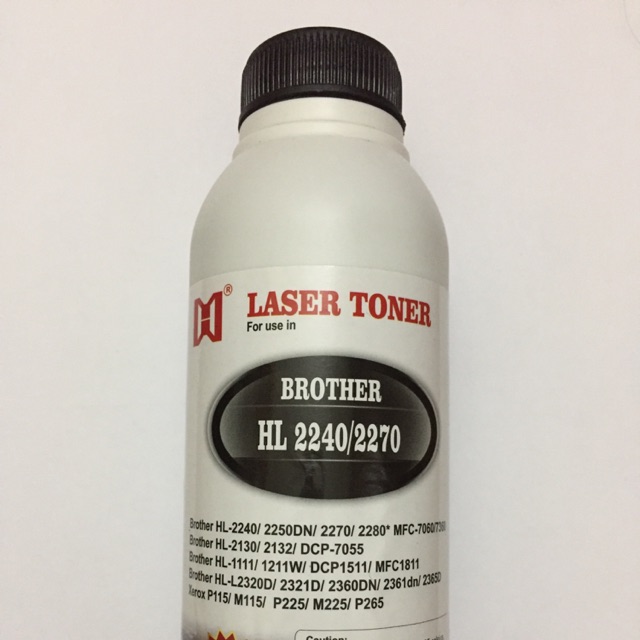 LASER TONER
®
For use in
BROTHER
HL 2240/2270
Brother HL-2240/ 2250DN/ 2270/ 2280* MFC-7060/
Brother HL-2130/ 2132/ DCP-7055
Brother HL-1111/ 1211W/ DCP1511/ MFC1811
Brother HL-L2320D/ 2321D/ 2360DN/ 2361dn/ 2365D
Xerox P115/ M115/ P225/ M225/ P265
Caution: